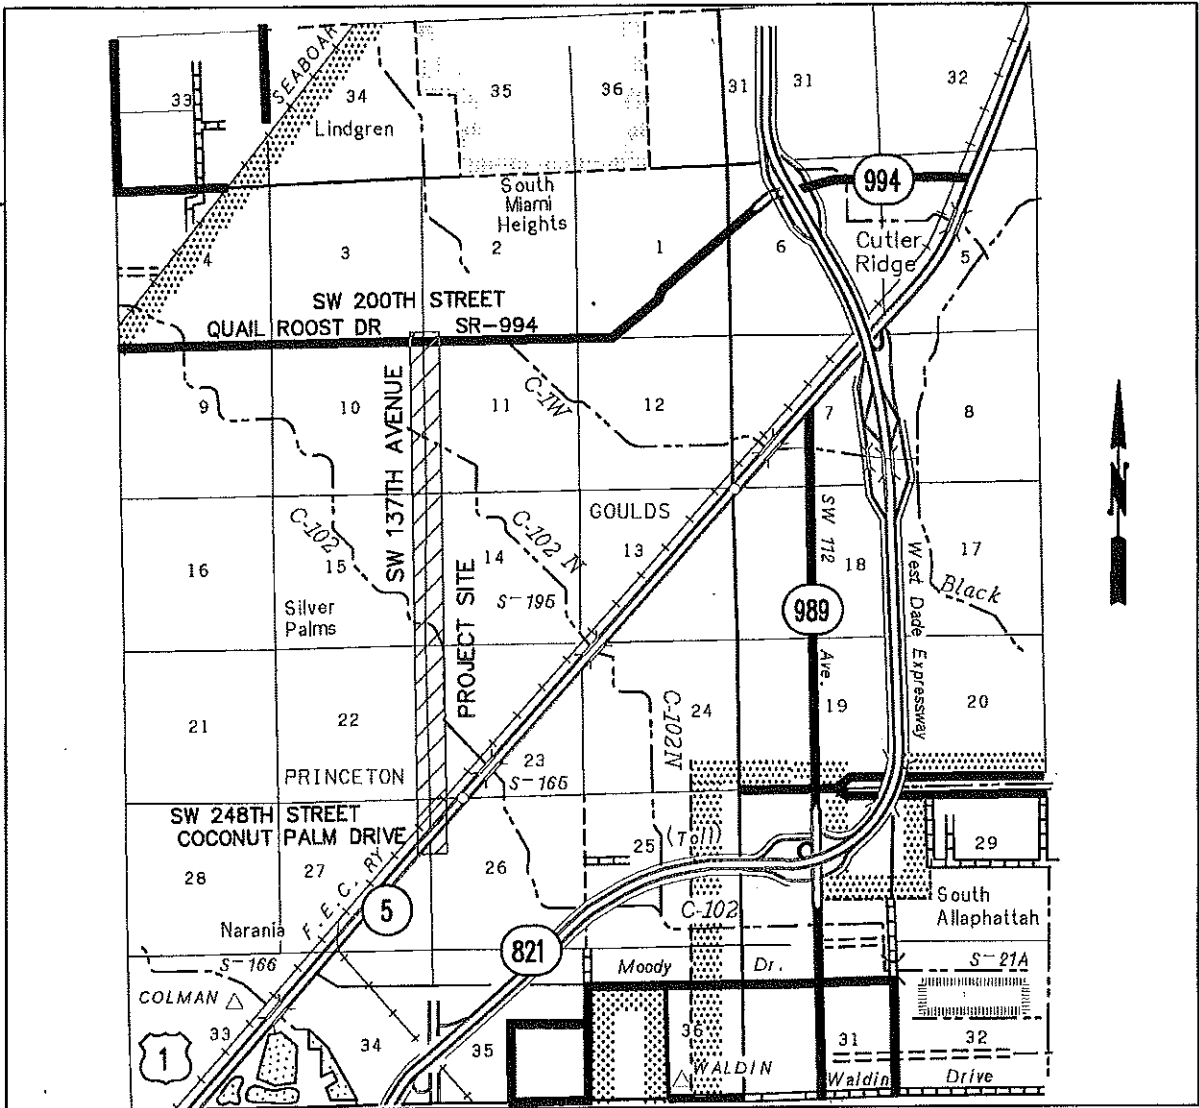 SEABOAR
33
34
35
36
31
31
32
Lindgren
994
South
Miami
Heights
Cutler
Ridge
4
3
2
1
6
5
SW 200TH STREET
QUAIL ROOST DR
SR-994
SW 137TH AVENUE
C-1W
9
10
11
12
7
8
C-102
C-102 N
GOULDS
SW 112
Ave.
989
West Dade Expressway
Black
16
15
14
13
18
17
S-195
Silver
Palms
PROJECT SITE
C-102N
21
22
23
24
19
20
S-165
PRINCETON
SW 248TH STREET
COCONUT PALM DRIVE
(Toll)
28
27
26
25
29
F.E.C. RY
5
C-102
South
Allaphattah
Narania
821
S-166
Moody
Dr.
S-21A
COLMAN
33
34
35
36
31
32
1
WALDIN
Waldin
Drive
N